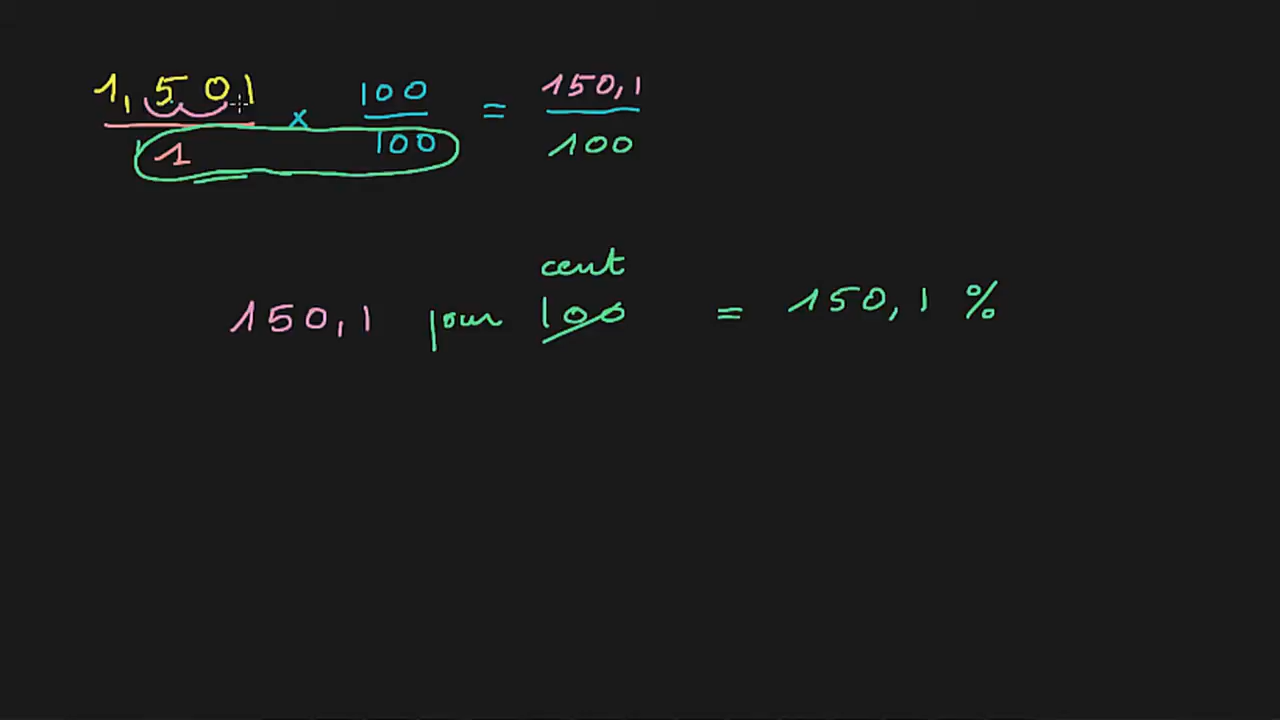 1,501 × 100 = 150,1
1 100 100
cent
150,1 pour 100 = 150,1 %